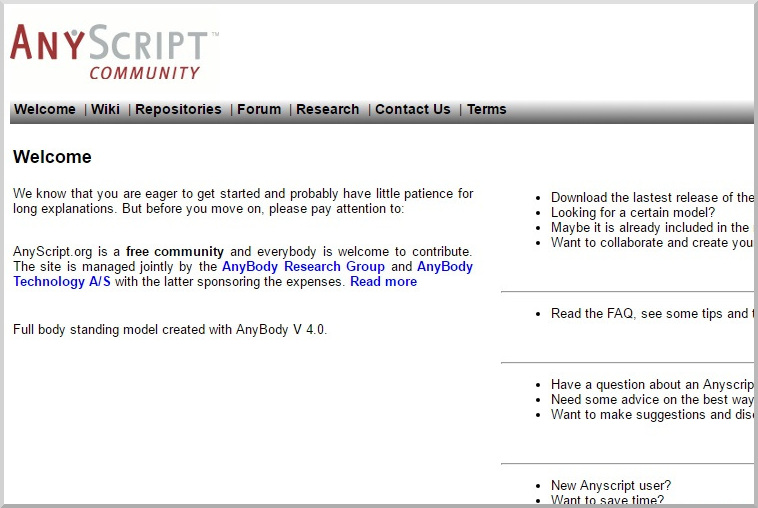 ANYSCRIPT™
COMMUNITY
Welcome | Wiki | Repositories | Forum | Research | Contact Us | Terms
Welcome
We know that you are eager to get started and probably have little patience for
long explanations. But before you move on, please pay attention to:
AnyScript.org is a free community and everybody is welcome to contribute.
The site is managed jointly by the AnyBody Research Group and AnyBody
Technology A/S with the latter sponsoring the expenses. Read more
Full body standing model created with AnyBody V 4.0.
• Download the lastest release of the
• Looking for a certain model?
• Maybe it is already included in the
• Want to collaborate and create you
• Read the FAQ, see some tips and
• Have a question about an Anyscrip
• Need some advice on the best way
• Want to make suggestions and dis
• New Anyscript user?
• Want to save time?